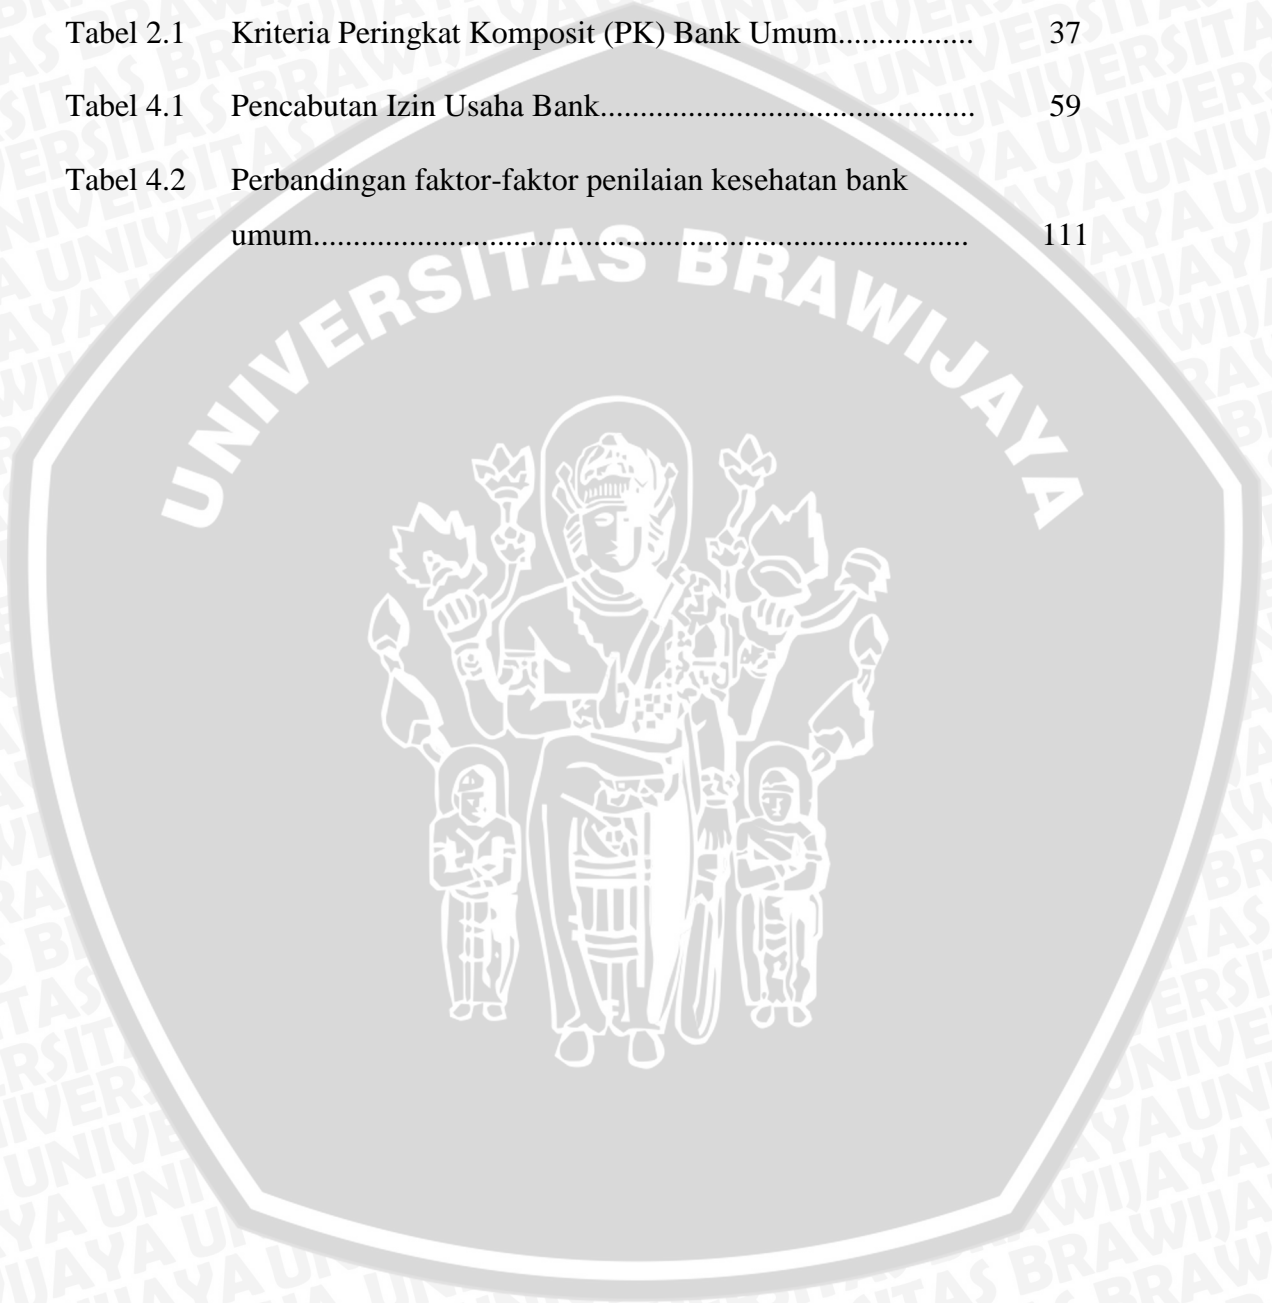 Tabel 2.1 Kriteria Peringkat Komposit (PK) Bank Umum................. 37
Tabel 4.1 Pencabutan Izin Usaha Bank............................................... 59
Tabel 4.2 Perbandingan faktor-faktor penilaian kesehatan bank
umum.................................................................................. 111
UNIVERSITAS BRAWIJAYA